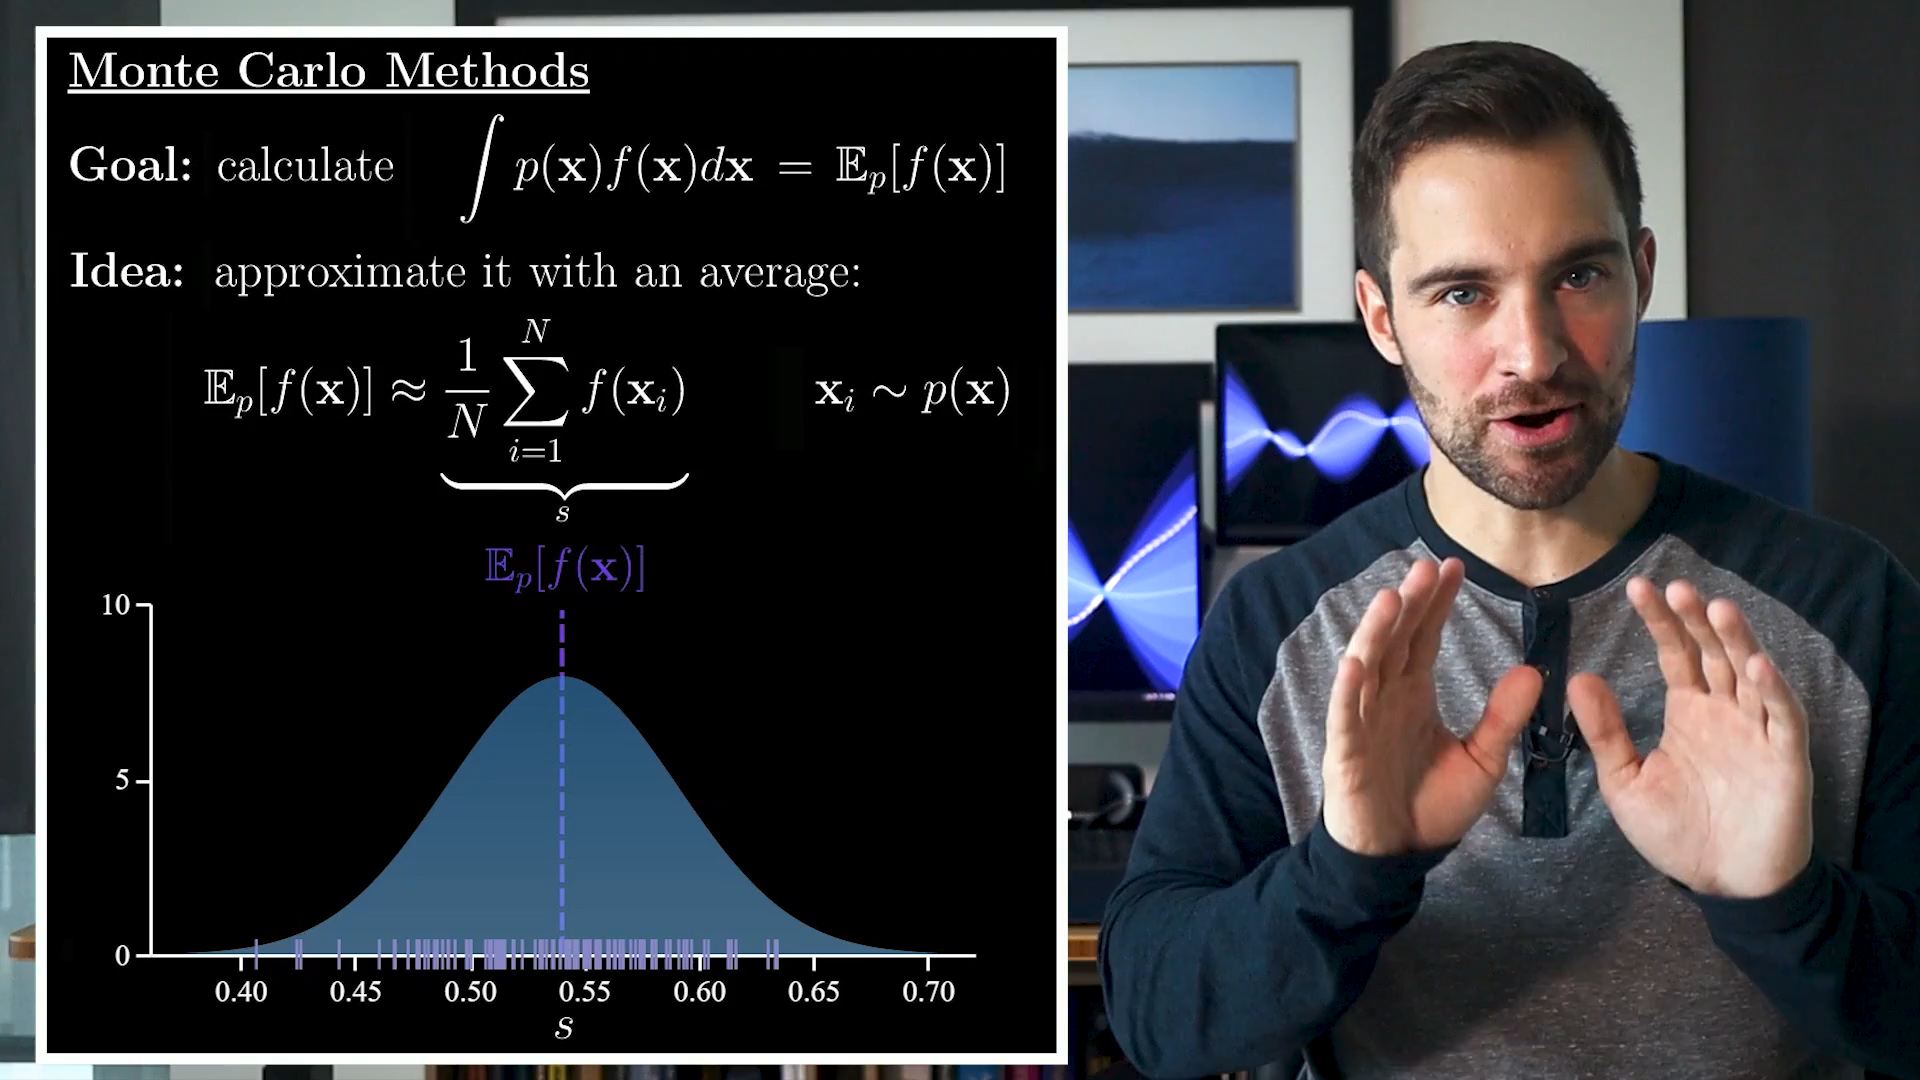 Monte Carlo Methods
Goal: calculate ∫ p(𝐱)f(𝐱)d𝐱 = 𝔼ₚ[f(𝐱)]
Idea: approximate it with an average:
𝔼ₚ[f(𝐱)] ≈ 1/N ∑_{i=1}^{N} f(𝐱ᵢ) 𝐱ᵢ ∼ p(𝐱)
s
𝔼ₚ[f(𝐱)]
10
5
0
0.40 0.45 0.50 0.55 0.60 0.65 0.70
s